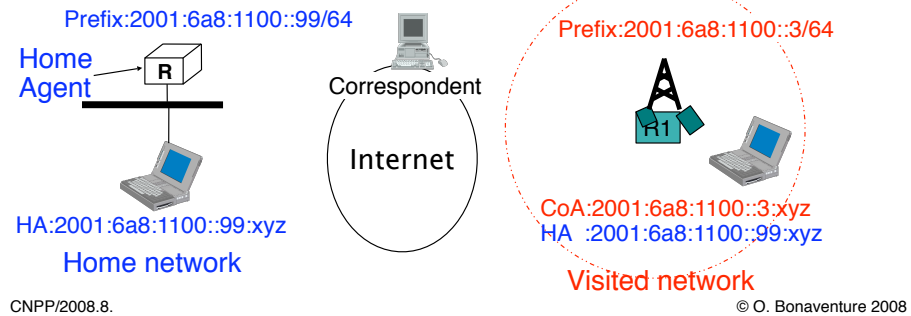 Prefix:2001:6a8:1100::99/64
Prefix:2001:6a8:1100::3/64
Home
Agent
R
Correspondent
R1
Internet
CoA:2001:6a8:1100::3:xyz
HA:2001:6a8:1100::99:xyz
HA :2001:6a8:1100::99:xyz
Home network
Visited network
CNPP/2008.8.
© O. Bonaventure 2008